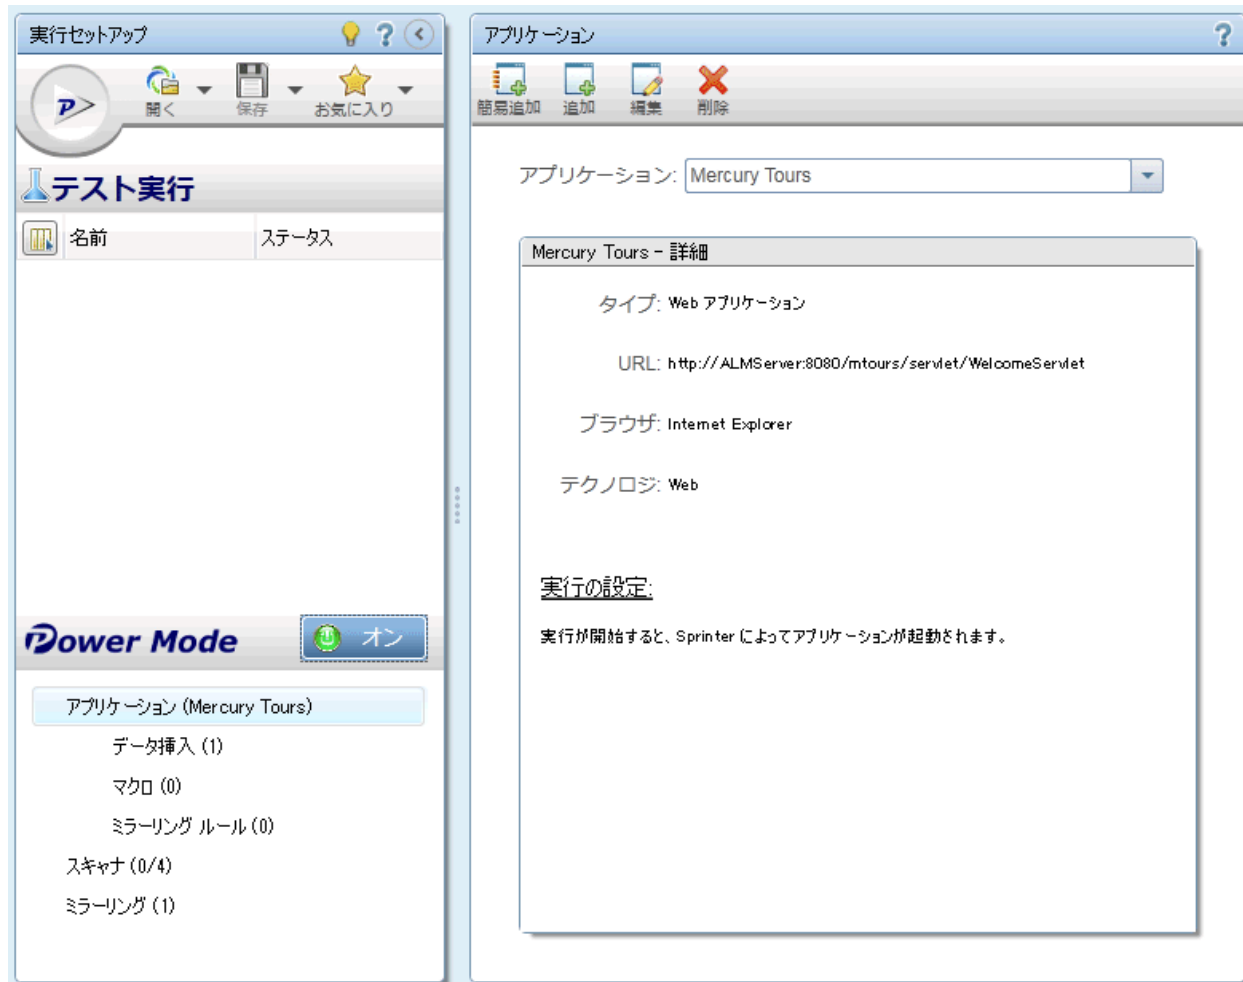 実行セットアップ
開く
保存
お気に入り
テスト実行
名前 ステータス
Power Mode オン
アプリケーション (Mercury Tours)
データ挿入 (1)
マクロ (0)
ミラーリング ルール (0)
スキャナ (0/4)
ミラーリング (1)
アプリケーション
簡易追加 追加 編集 削除
アプリケーション: Mercury Tours
Mercury Tours - 詳細
タイプ: Web アプリケーション
URL: http://ALMServer:8080/mtours/servlet/WelcomeServlet
ブラウザ: Internet Explorer
テクノロジ: Web
実行の設定:
実行が開始すると、Sprinter によってアプリケーションが起動されます。